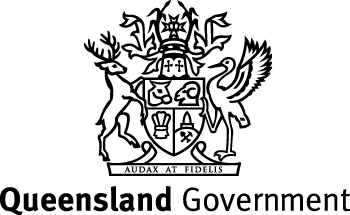 AUDAX AT FIDELIS
Queensland Government